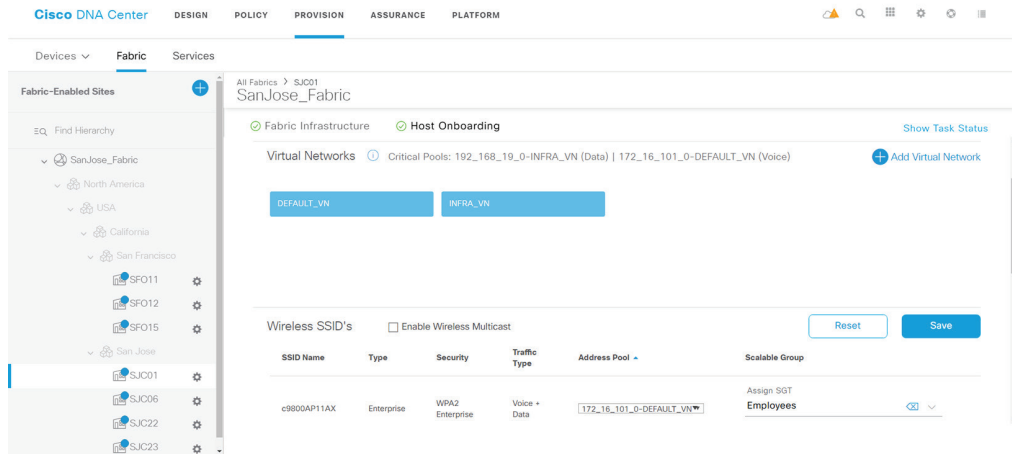 Cisco DNA Center DESIGN POLICY PROVISION ASSURANCE PLATFORM
Devices Fabric Services
Fabric-Enabled Sites
Find Hierarchy
SanJose_Fabric
North America
USA
California
San Francisco
SFO11
SFO12
SFO15
San Jose
SJC01
SJC06
SJC22
SJC23
All Fabrics > SJC01
SanJose_Fabric
Fabric Infrastructure Host Onboarding
Show Task Status
Virtual Networks Critical Pools: 192_168_19_0-INFRA_VN (Data) | 172_16_101_0-DEFAULT_VN (Voice) Add Virtual Network
DEFAULT_VN INFRA_VN
Wireless SSID's Enable Wireless Multicast Reset Save
SSID Name Type Security Traffic Type Address Pool Scalable Group
Assign SGT
c9800AP11AX Enterprise WPA2 Enterprise Voice + Data 172_16_101_0-DEFAULT_VN Employees